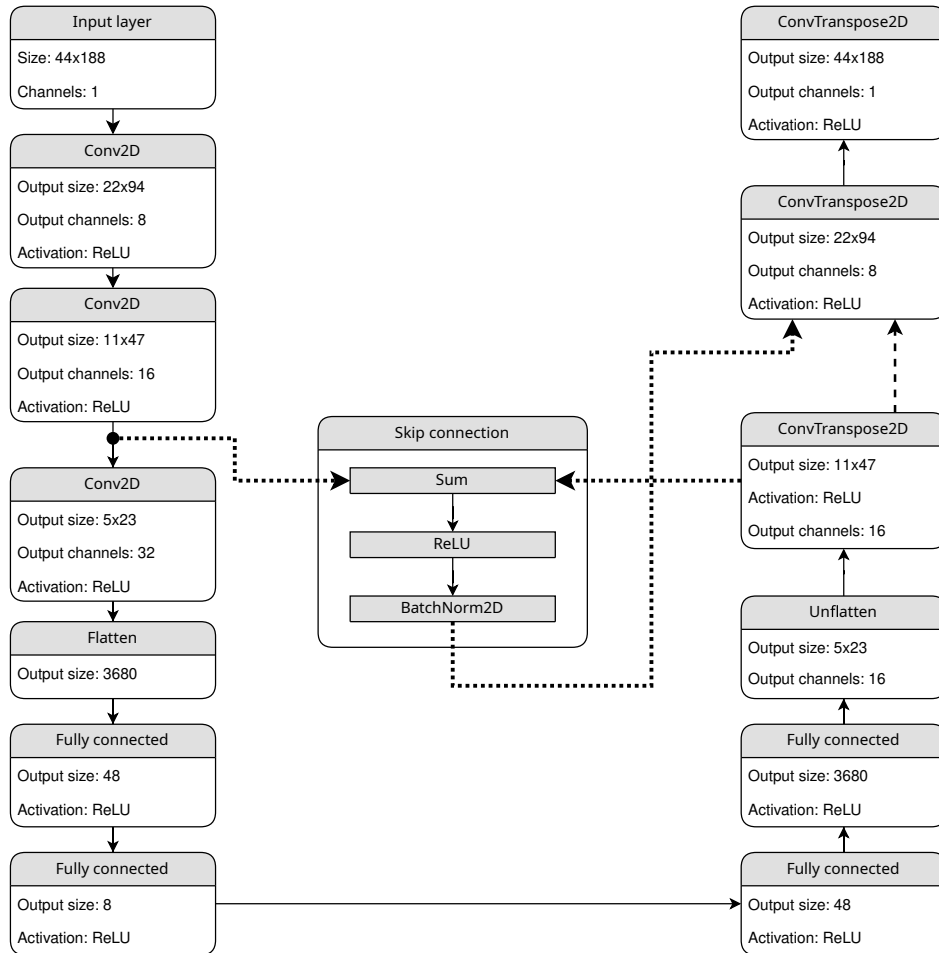 Input layer
Size: 44x188
Channels: 1
Conv2D
Output size: 22x94
Output channels: 8
Activation: ReLU
Conv2D
Output size: 11x47
Output channels: 16
Activation: ReLU
Conv2D
Output size: 5x23
Output channels: 32
Activation: ReLU
Flatten
Output size: 3680
Fully connected
Output size: 48
Activation: ReLU
Fully connected
Output size: 8
Activation: ReLU
Skip connection
Sum
ReLU
BatchNorm2D
ConvTranspose2D
Output size: 44x188
Output channels: 1
Activation: ReLU
ConvTranspose2D
Output size: 22x94
Output channels: 8
Activation: ReLU
ConvTranspose2D
Output size: 11x47
Activation: ReLU
Output channels: 16
Unflatten
Output size: 5x23
Output channels: 16
Fully connected
Output size: 3680
Activation: ReLU
Fully connected
Output size: 48
Activation: ReLU